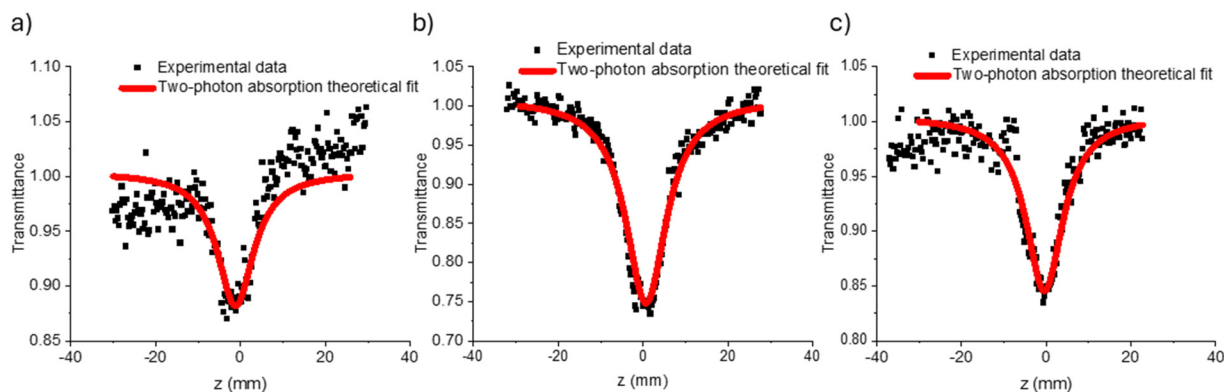 a)
Experimental data
Two-photon absorption theoretical fit
1.10
1.05
1.00
0.95
0.90
0.85
Transmittance
-40 -20 0 20 40
z (mm)
b)
Experimental data
Two-photon absorption theoretical fit
1.05
1.00
0.95
0.90
0.85
0.80
0.75
0.70
Transmittance
-40 -20 0 20 40
z (mm)
c)
Experimental data
Two-photon absorption theoretical fit
1.05
1.00
0.95
0.90
0.85
0.80
Transmittance
-40 -20 0 20 40
z (mm)